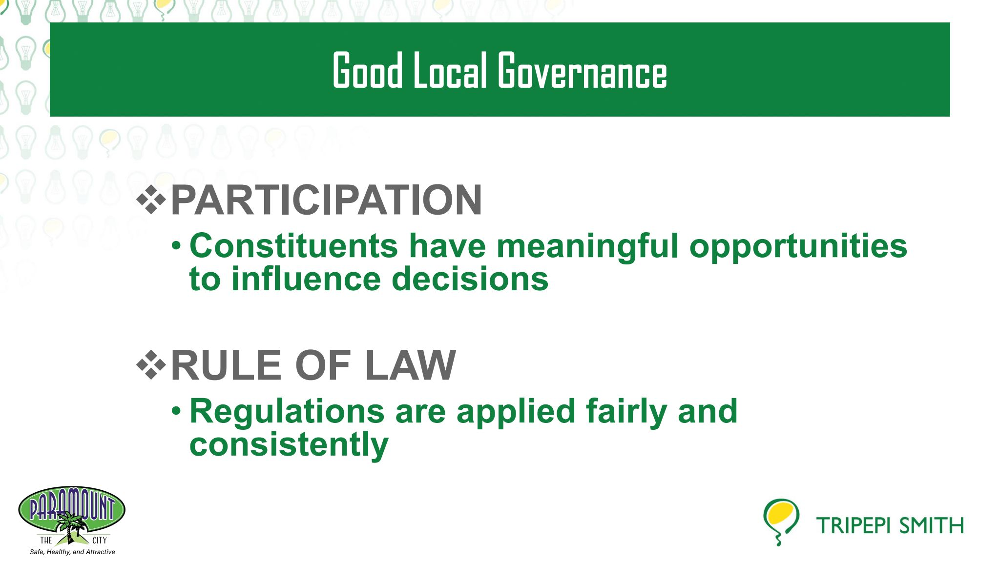 Good Local Governance
❖PARTICIPATION
• Constituents have meaningful opportunities
to influence decisions
❖RULE OF LAW
• Regulations are applied fairly and
consistently
PARAMOUNT
THE CITY
Safe, Healthy, and Attractive
TRIPEPI SMITH